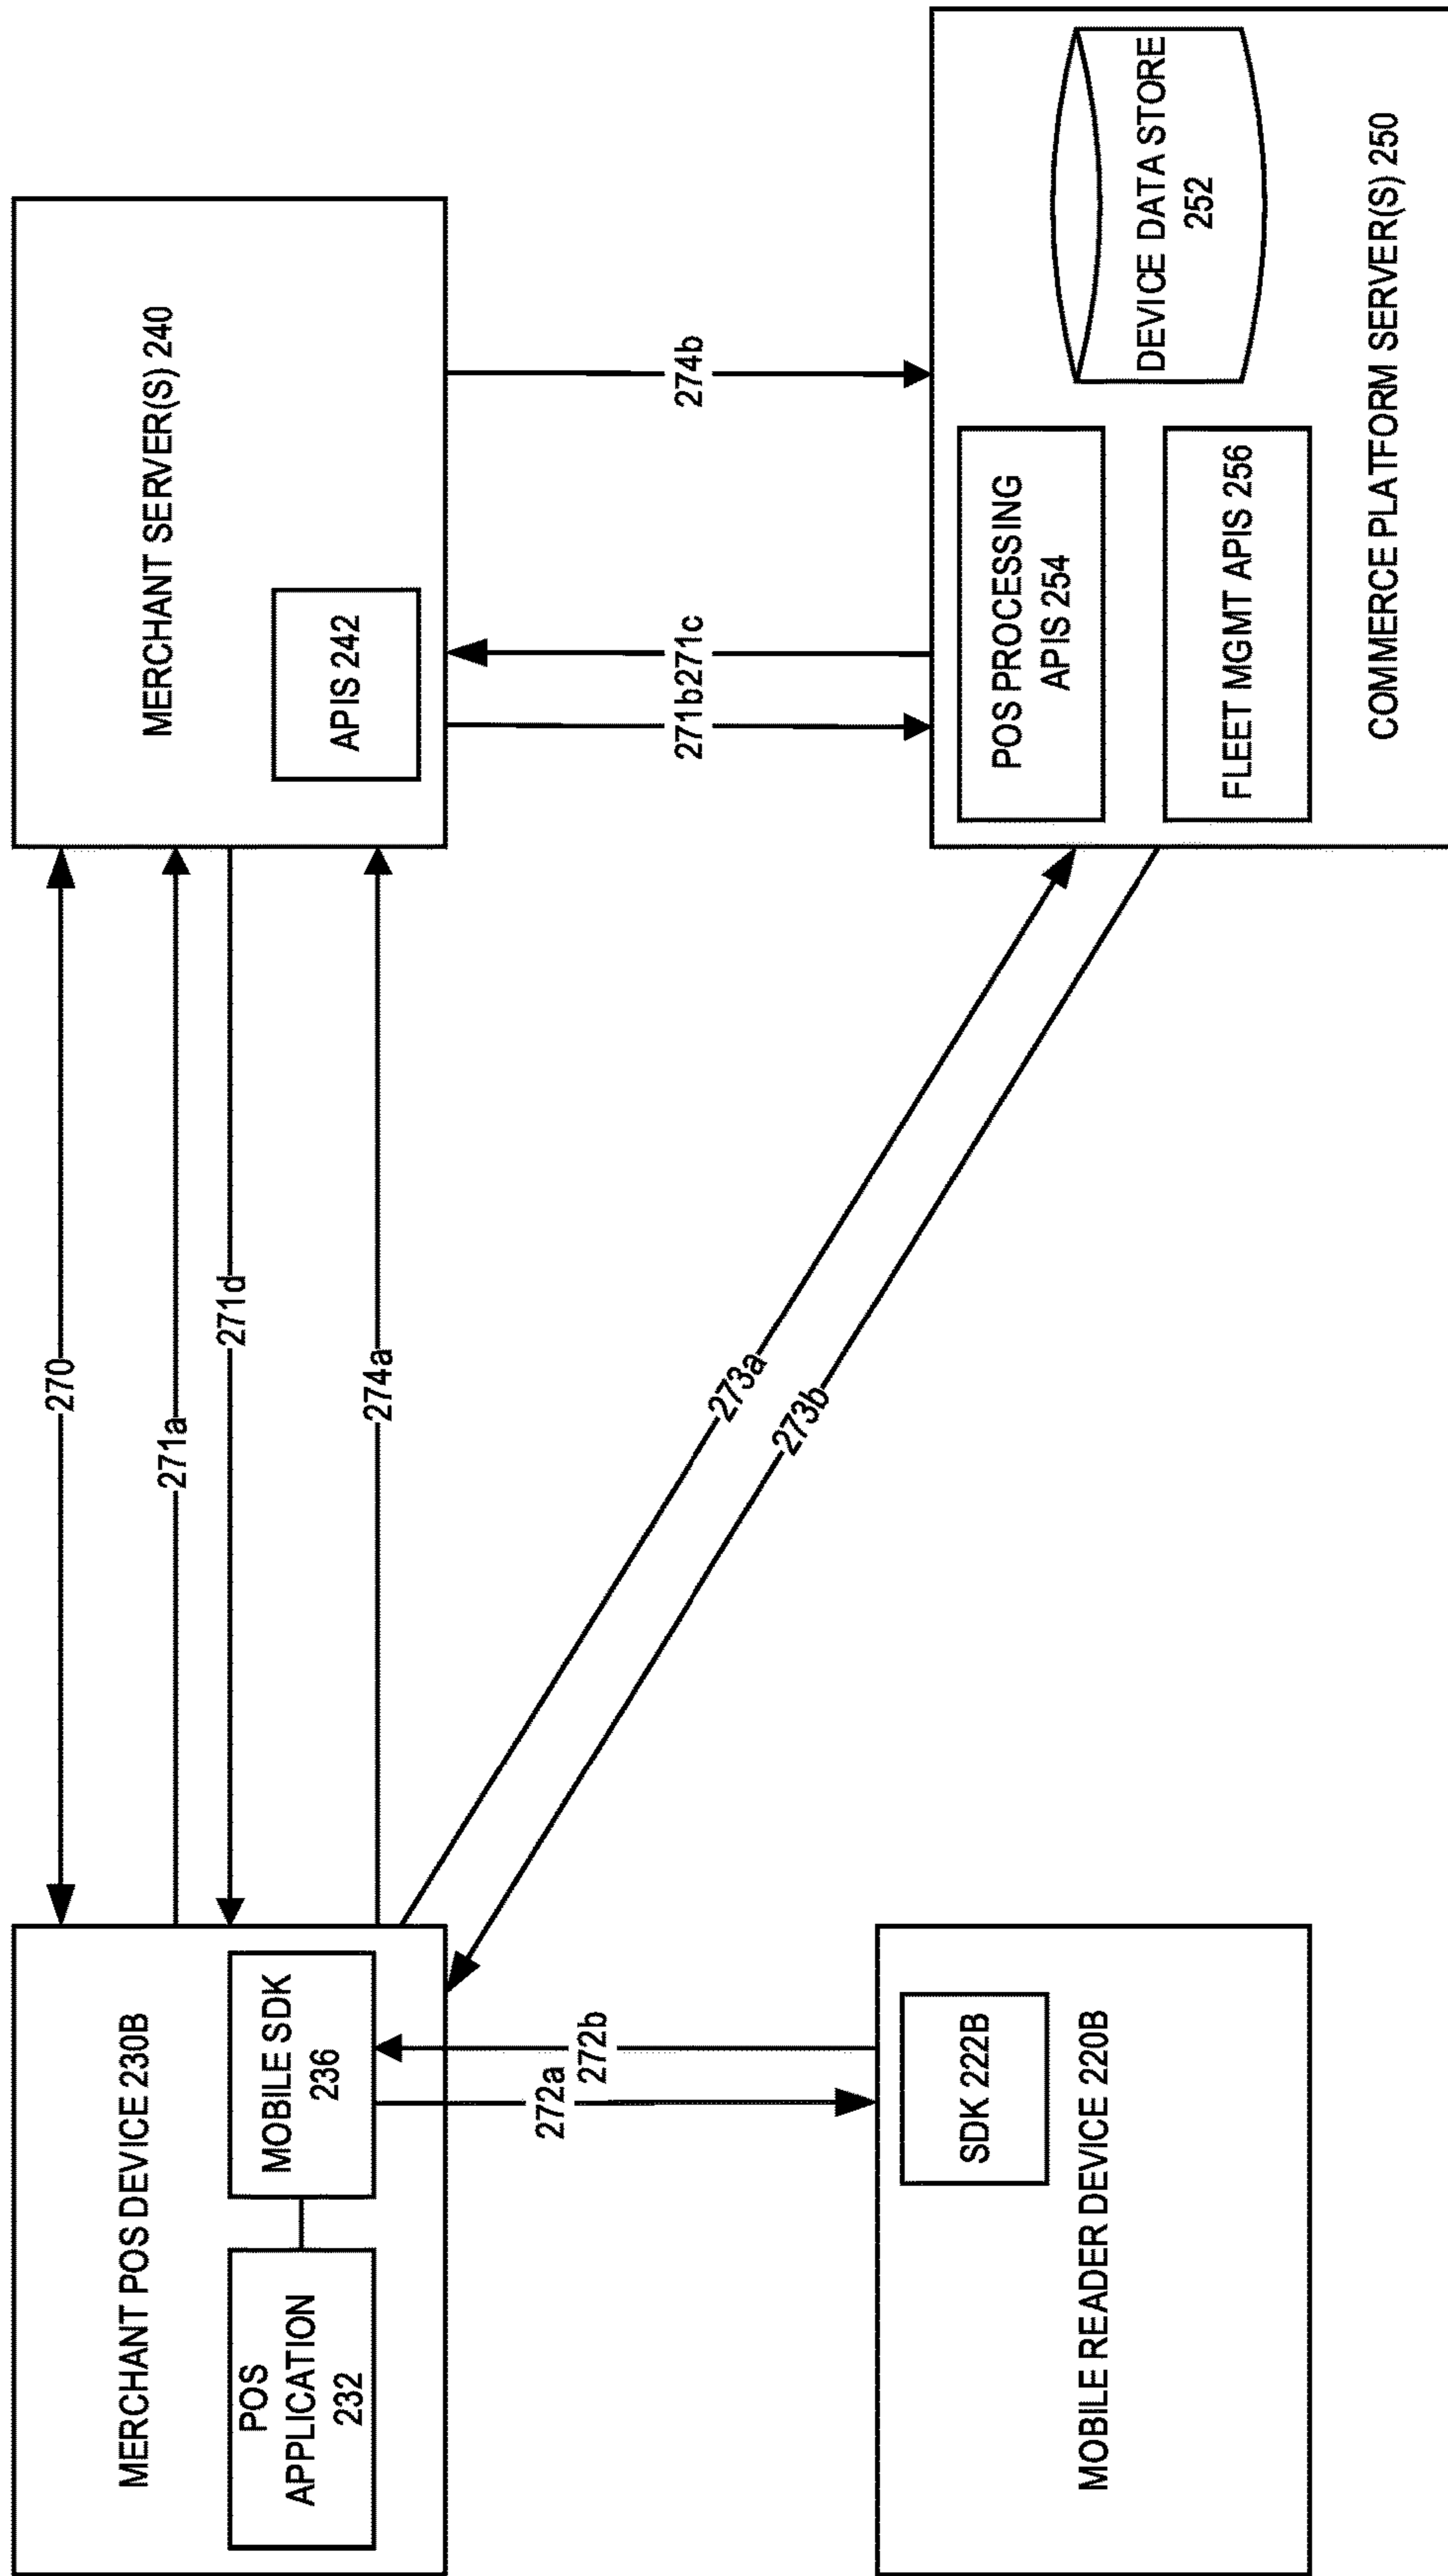 MERCHANT POS DEVICE 230B
POS
APPLICATION
232
MOBILE SDK
236
270
271a
271d
274a
MERCHANT SERVER(S) 240
APIS 242
272a
272b
273a
273b
271b271c
274b
MOBILE READER DEVICE 220B
SDK 222B
POS PROCESSING
APIS 254
FLEET MGMT APIS 256
DEVICE DATA STORE
252
COMMERCE PLATFORM SERVER(S) 250